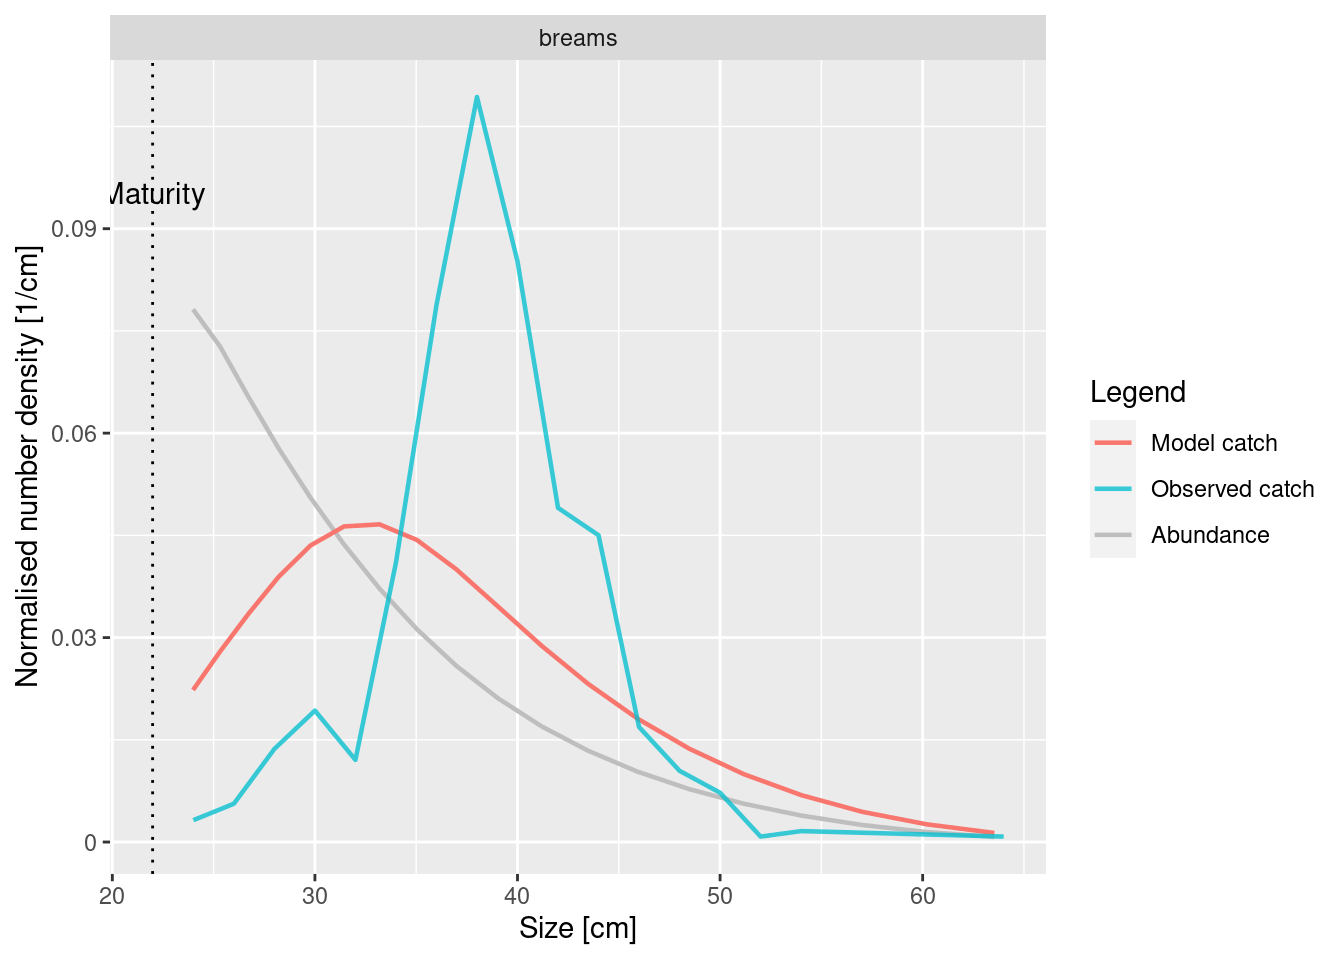 breams
Maturity
0.09
0.06
0.03
0
20 30 40 50 60
Size [cm]
Normalised number density [1/cm]
Legend
Model catch
Observed catch
Abundance